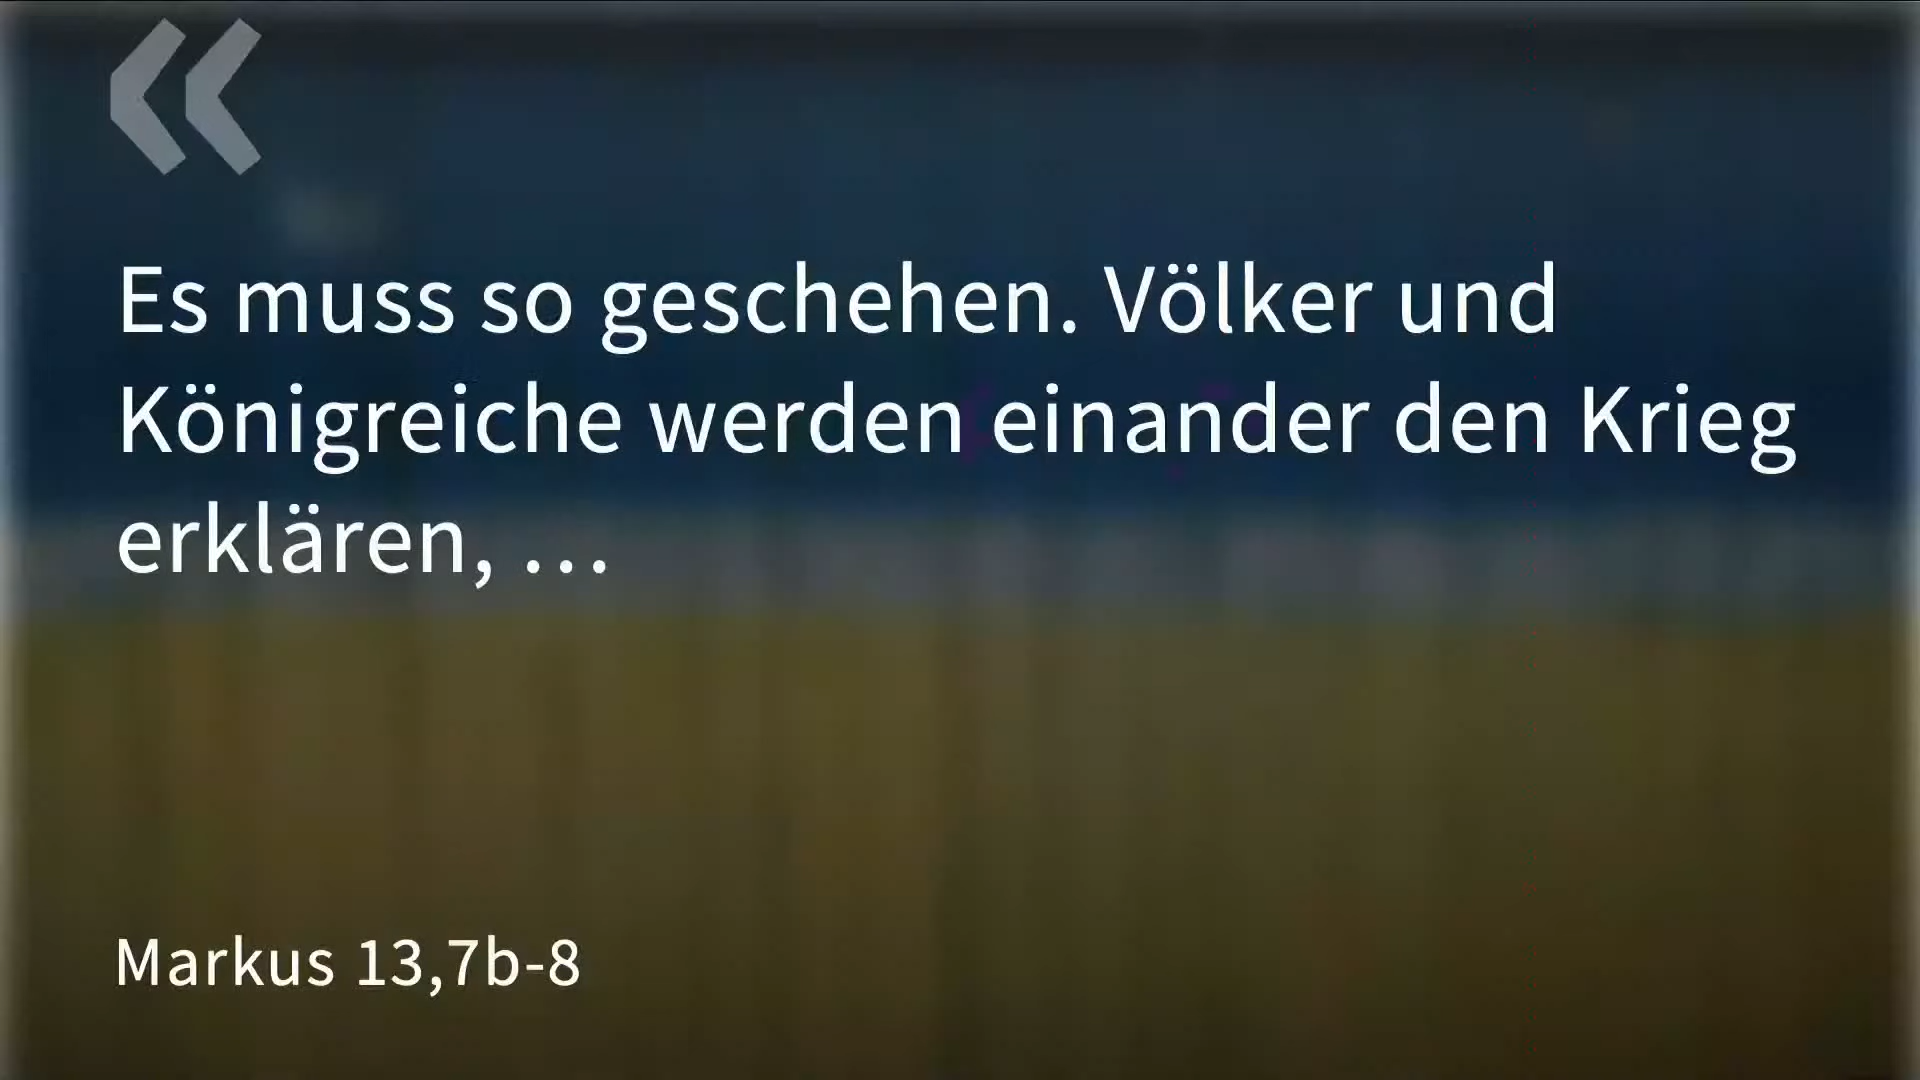 «
Es muss so geschehen. Völker und
Königreiche werden einander den Krieg
erklären, …
Markus 13,7b-8